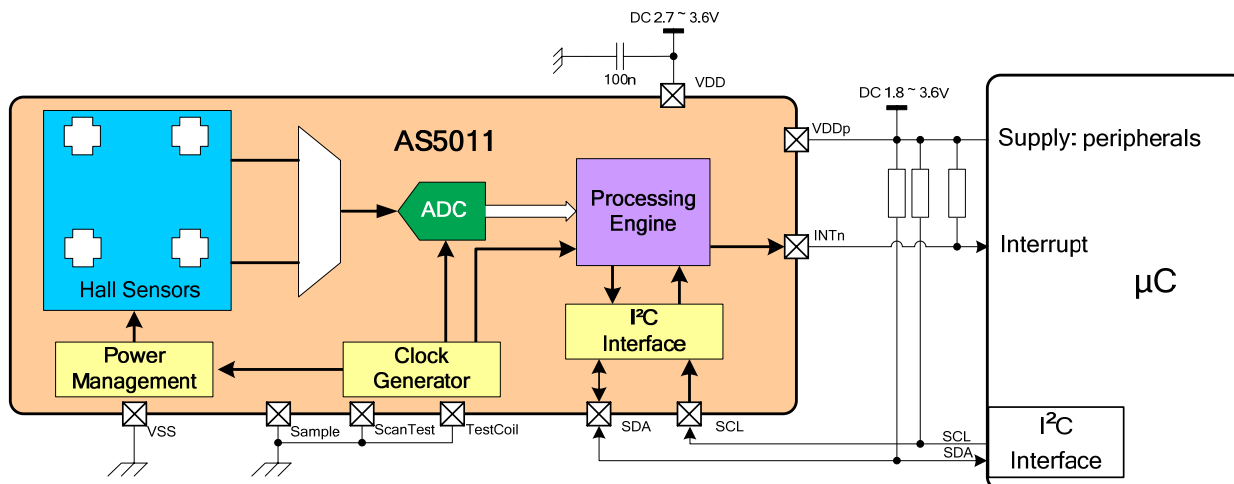 DC 2.7 ~ 3.6V
100n
VDD
DC 1.8 ~ 3.6V
AS5011
VDDp
Supply: peripherals
ADC
Processing
Engine
INTn
Interrupt
µC
Hall Sensors
I²C
Interface
Power
Management
Clock
Generator
VSS
Sample
ScanTest
TestCoil
SDA
SCL
SCL
SDA
I²C
Interface